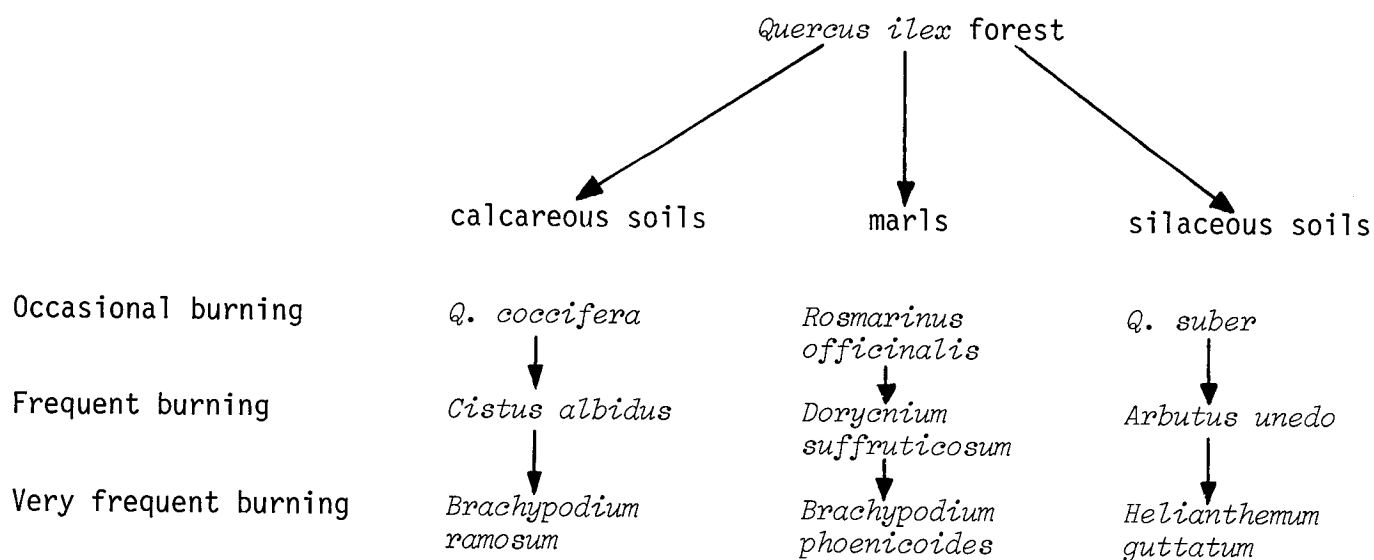 Quercus ilex forest
calcareous soils
marls
silaceous soils
Occasional burning
Q. coccifera
Rosmarinus
officinalis
Q. suber
Frequent burning
Cistus albidus
Dorycnium
suffruticosum
Arbutus unedo
Very frequent burning
Brachypodium
ramosum
Brachypodium
phoenicoides
Helianthemum
guttatum